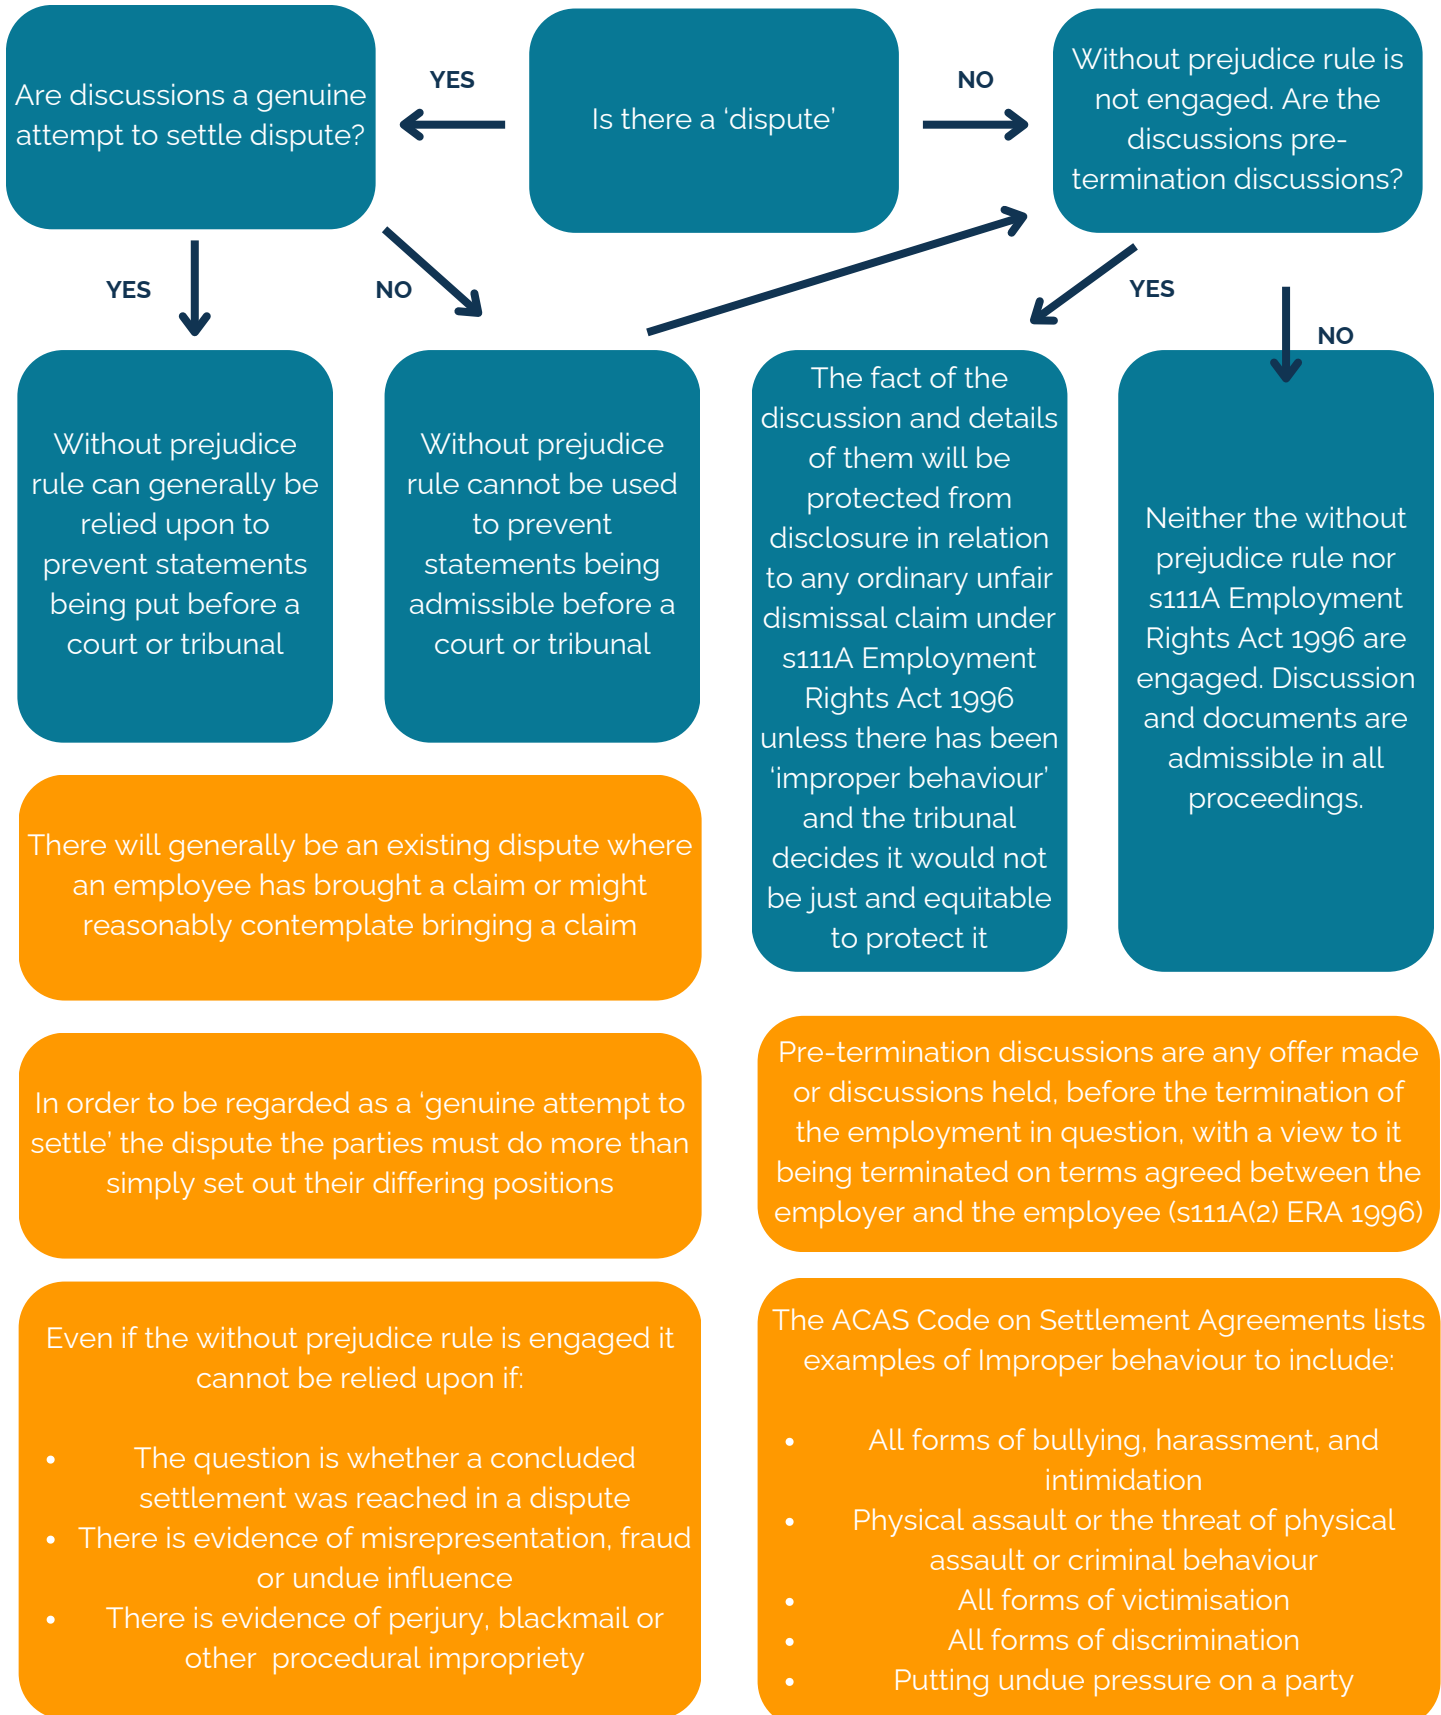 Are discussions a genuine
attempt to settle dispute?
YES
Is there a ‘dispute’
NO
Without prejudice rule is
not engaged. Are the
discussions pre-
termination discussions?
YES
NO
YES
NO
Without prejudice
rule can generally be
relied upon to
prevent statements
being put before a
court or tribunal
Without prejudice
rule cannot be used
to prevent
statements being
admissible before a
court or tribunal
The fact of the
discussion and details
of them will be
protected from
disclosure in relation
to any ordinary unfair
dismissal claim under
s111A Employment
Rights Act 1996
unless there has been
‘improper behaviour’
and the tribunal
decides it would not
be just and equitable
to protect it
Neither the without
prejudice rule nor
s111A Employment
Rights Act 1996 are
engaged. Discussion
and documents are
admissible in all
proceedings.
There will generally be an existing dispute where
an employee has brought a claim or might
reasonably contemplate bringing a claim
In order to be regarded as a ‘genuine attempt to
settle’ the dispute the parties must do more than
simply set out their differing positions
Pre-termination discussions are any offer made
or discussions held, before the termination of
the employment in question, with a view to it
being terminated on terms agreed between the
employer and the employee (s111A(2) ERA 1996)
Even if the without prejudice rule is engaged it
cannot be relied upon if:
• The question is whether a concluded
settlement was reached in a dispute
• There is evidence of misrepresentation, fraud
or undue influence
• There is evidence of perjury, blackmail or
other procedural impropriety
The ACAS Code on Settlement Agreements lists
examples of Improper behaviour to include:
• All forms of bullying, harassment, and
intimidation
• Physical assault or the threat of physical
assault or criminal behaviour
• All forms of victimisation
• All forms of discrimination
• Putting undue pressure on a party